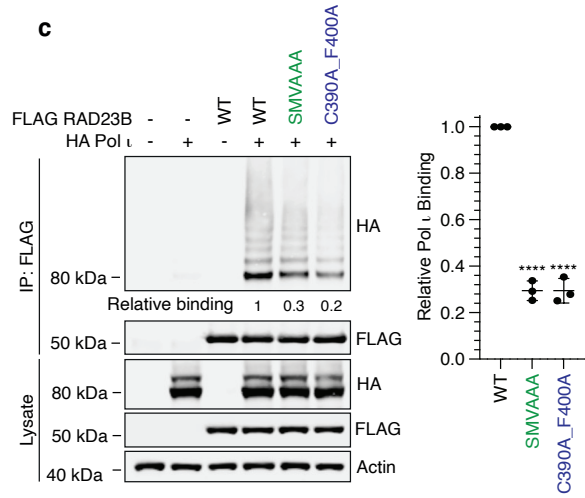 c
FLAG RAD23B - - WT WT SMVAAA C390A_F400A
HA Pol ι - + - + + +
IP: FLAG
HA
80 kDa
Relative binding 1 0.3 0.2
50 kDa FLAG
Lysate
80 kDa HA
50 kDa FLAG
40 kDa Actin
Relative Pol ι Binding
1.0
0.8
0.6
0.4
0.2
0.0
**** ****
WT
SMVAAA
C390A_F400A